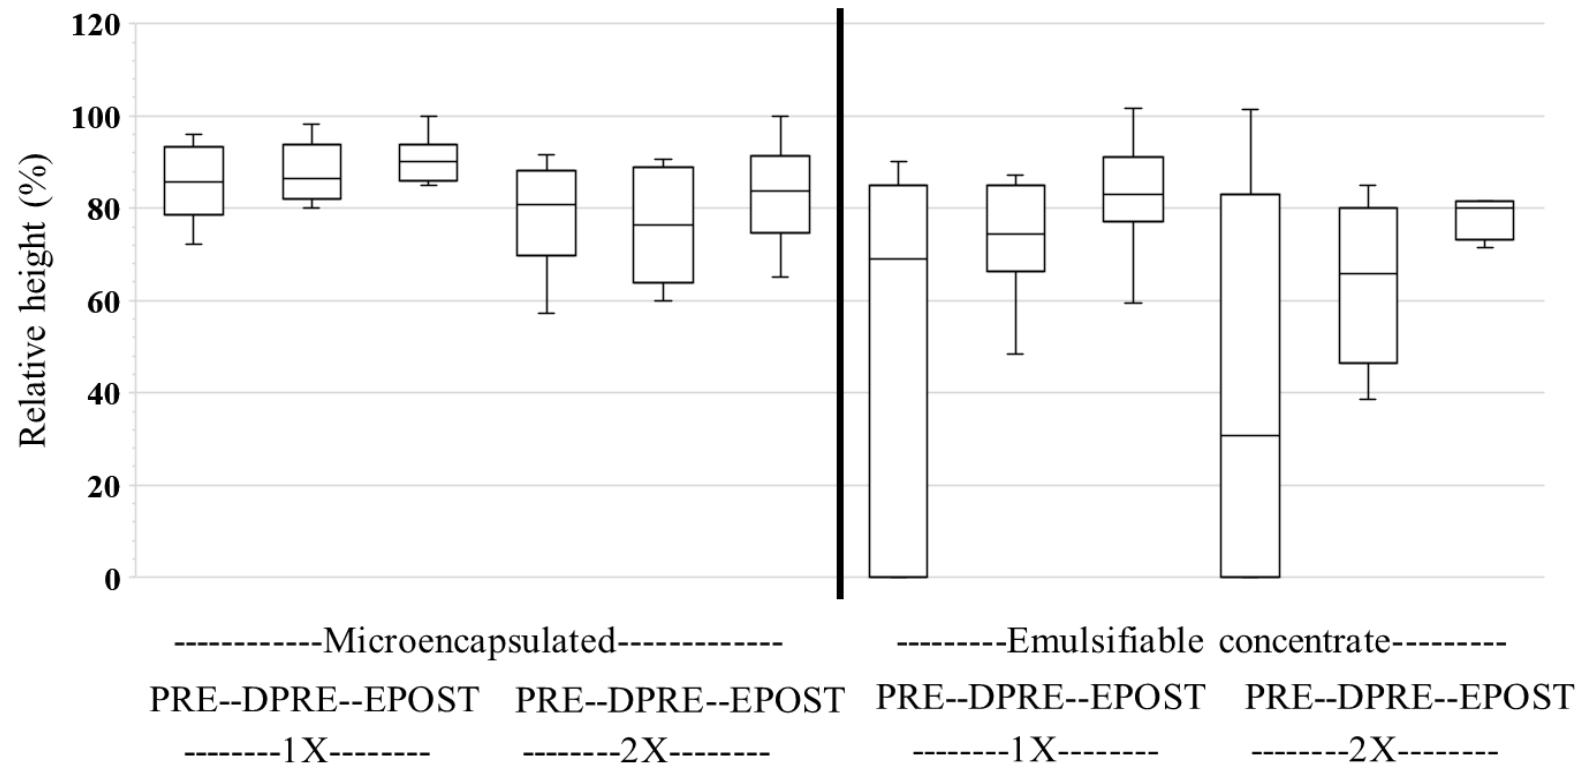 120
100
80
60
40
20
0
Relative height (%)
------------Microencapsulated-------------- ---------Emulsifiable concentrate---------
PRE--DPRE--EPOST PRE--DPRE--EPOST PRE--DPRE--EPOST PRE--DPRE--EPOST
--------1X-------- --------2X-------- --------1X-------- --------2X--------